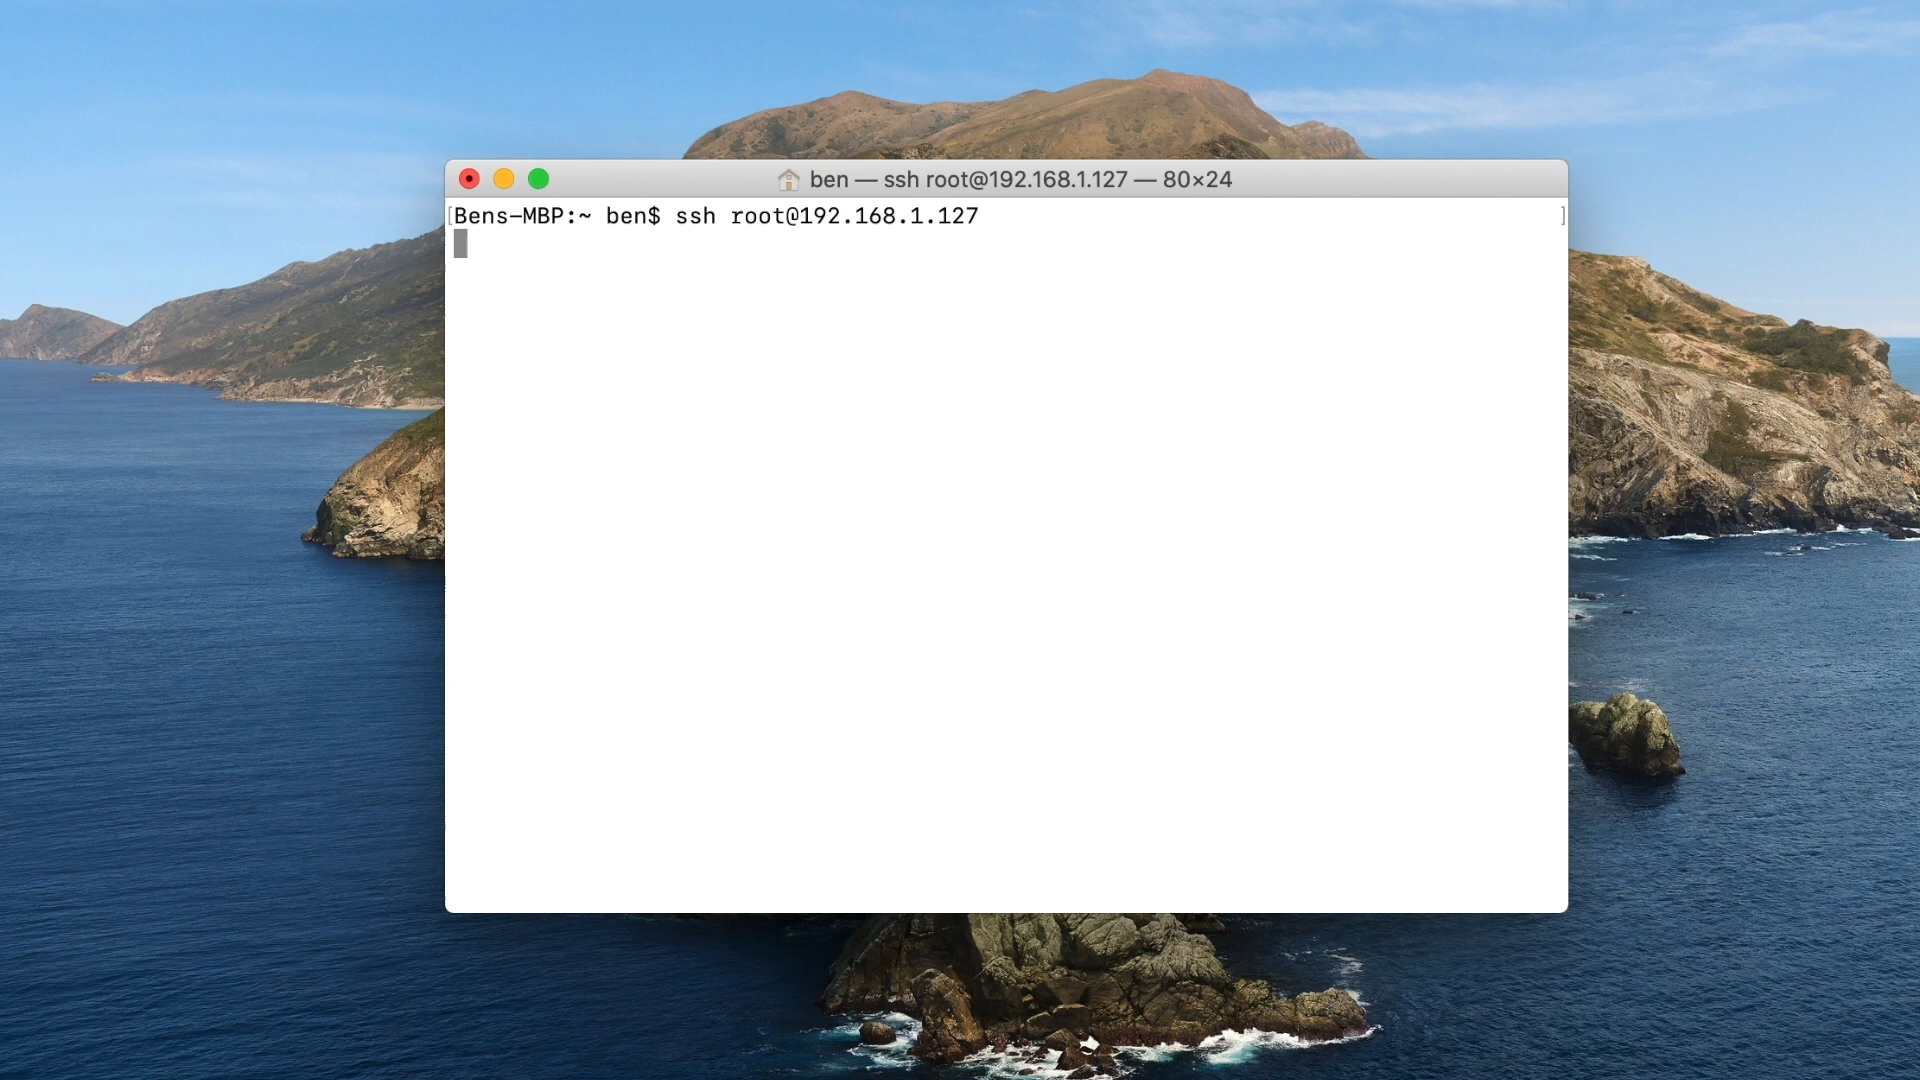 ben — ssh root@192.168.1.127 — 80×24
[Bens-MBP:~ ben$ ssh root@192.168.1.127 ]